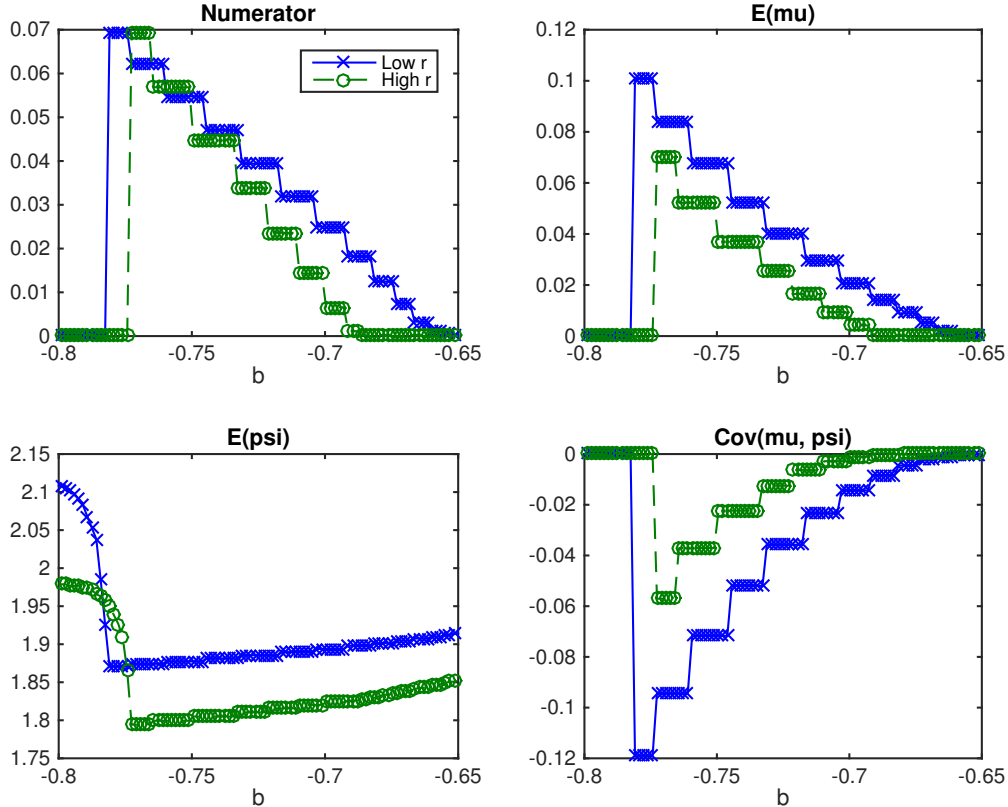 Numerator
0.07
0.06
0.05
0.04
0.03
0.02
0.01
0
-0.8 -0.75 -0.7 -0.65
b
Low r
High r
E(mu)
0.12
0.1
0.08
0.06
0.04
0.02
0
-0.8 -0.75 -0.7 -0.65
b
E(psi)
2.15
2.1
2.05
2
1.95
1.9
1.85
1.8
1.75
-0.8 -0.75 -0.7 -0.65
b
Cov(mu, psi)
0
-0.02
-0.04
-0.06
-0.08
-0.1
-0.12
-0.8 -0.75 -0.7 -0.65
b